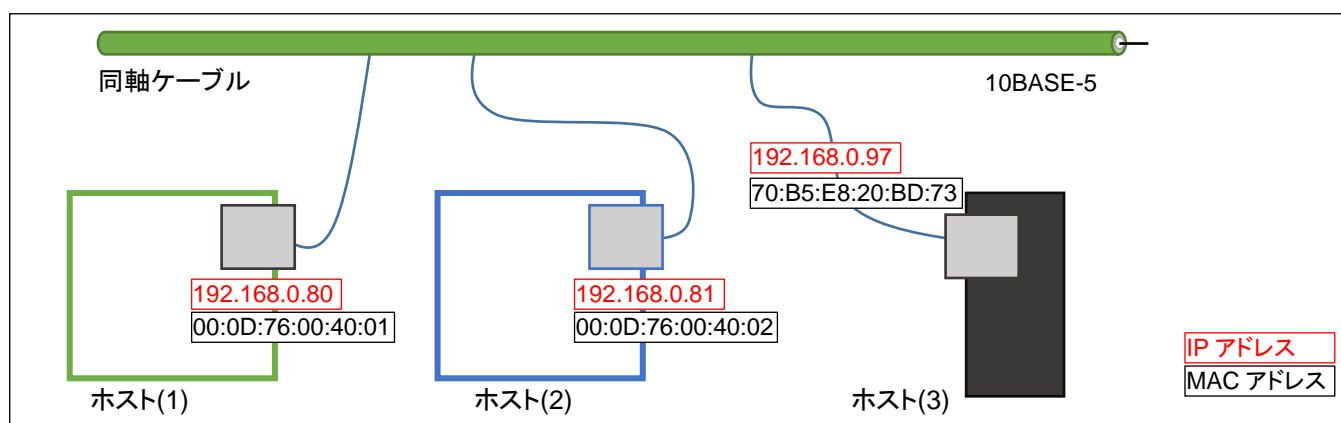 同軸ケーブル
10BASE-5
192.168.0.97
70:B5:E8:20:BD:73
192.168.0.80
00:0D:76:00:40:01
192.168.0.81
00:0D:76:00:40:02
IP アドレス
MAC アドレス
ホスト(1)
ホスト(2)
ホスト(3)